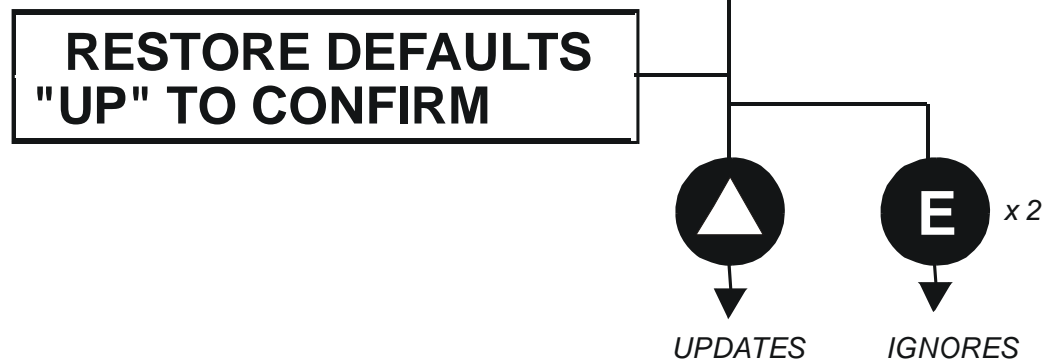 RESTORE DEFAULTS
"UP" TO CONFIRM
E x 2
UPDATES IGNORES